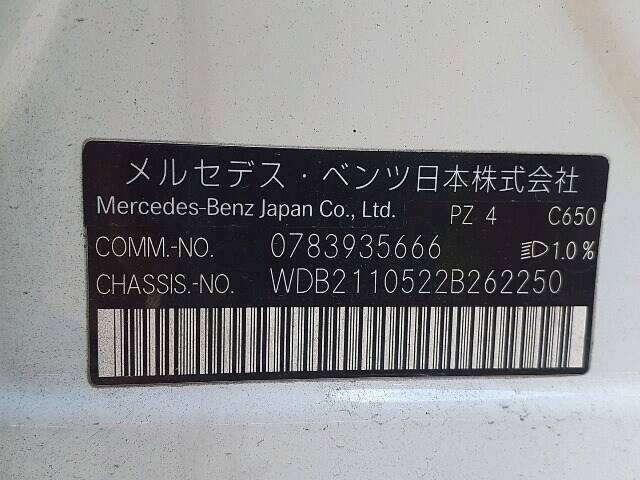 メルセデス・ベンツ日本株式会社
Mercedes-Benz Japan Co., Ltd. PZ 4 C650
COMM.-NO. 0783935666 1.0 %
CHASSIS.-NO. WDB2110522B262250